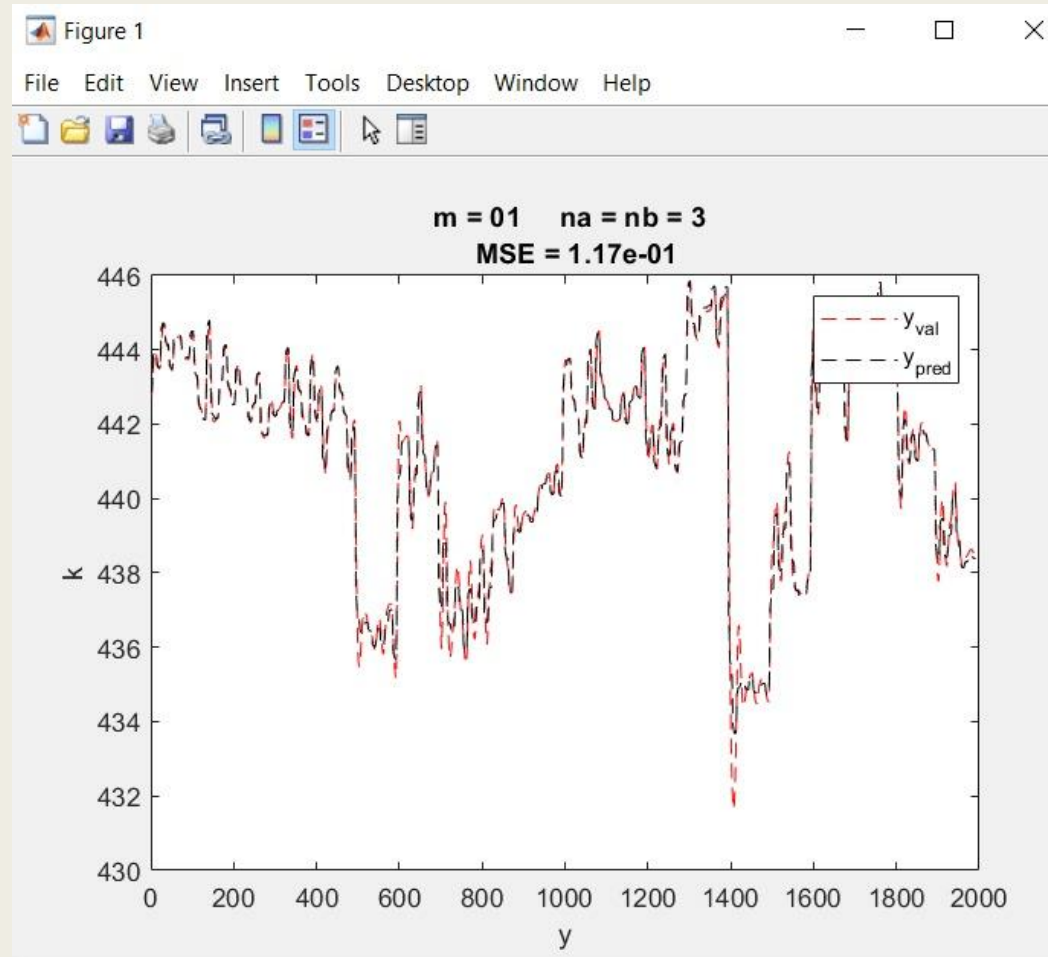 Figure 1
File Edit View Insert Tools Desktop Window Help
m = 01 na = nb = 3
MSE = 1.17e-01
446
444
442
440
438
436
434
432
430
k
y_val
y_pred
0 200 400 600 800 1000 1200 1400 1600 1800 2000
y